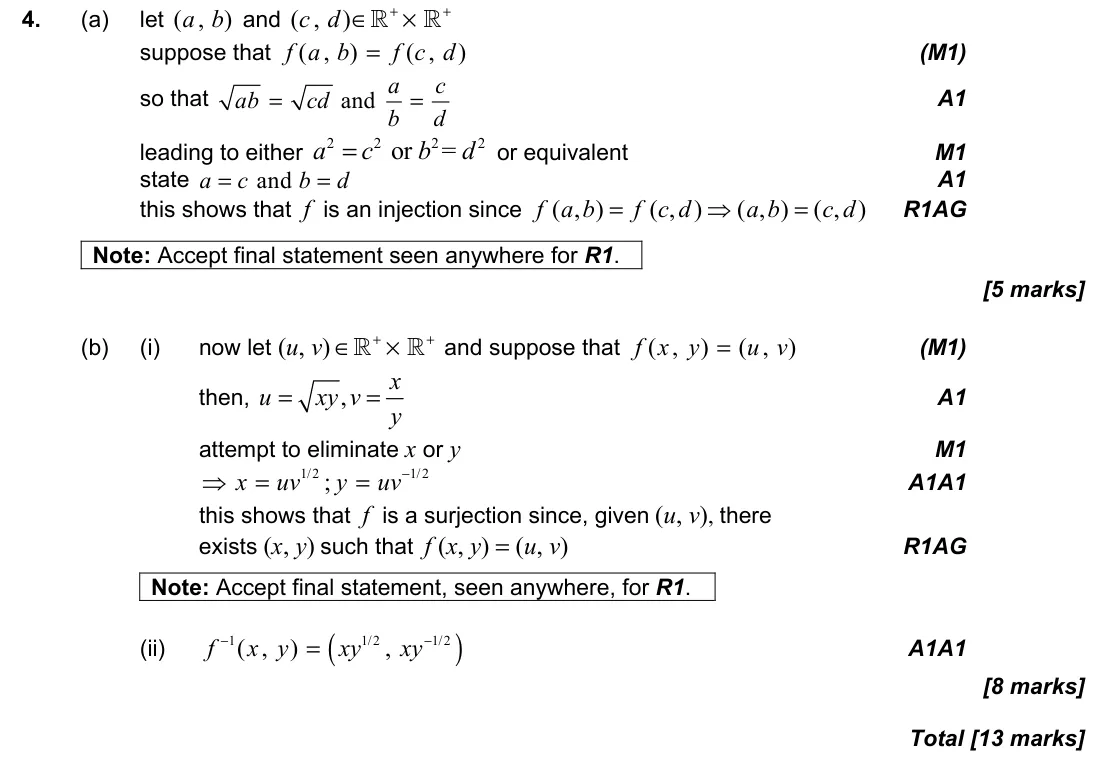 4. (a) let (a, b) and (c, d)∈ ℝ⁺× ℝ⁺
suppose that f(a, b) = f(c, d) (M1)
so that √ab = √cd and a/b = c/d A1
leading to either a² = c² or b² = d² or equivalent M1
state a = c and b = d A1
this shows that f is an injection since f(a,b) = f(c,d) ⇒ (a,b) = (c,d) R1AG
Note: Accept final statement seen anywhere for R1.
[5 marks]
(b) (i) now let (u, v) ∈ ℝ⁺× ℝ⁺ and suppose that f(x, y) = (u, v) (M1)
then, u = √xy, v = x/y A1
attempt to eliminate x or y M1
⇒ x = uv^{1/2} ; y = uv^{−1/2} A1A1
this shows that f is a surjection since, given (u, v), there
exists (x, y) such that f(x, y) = (u, v) R1AG
Note: Accept final statement, seen anywhere, for R1.
(ii) f⁻¹(x, y) = (xy^{1/2} , xy^{−1/2}) A1A1
[8 marks]
Total [13 marks]